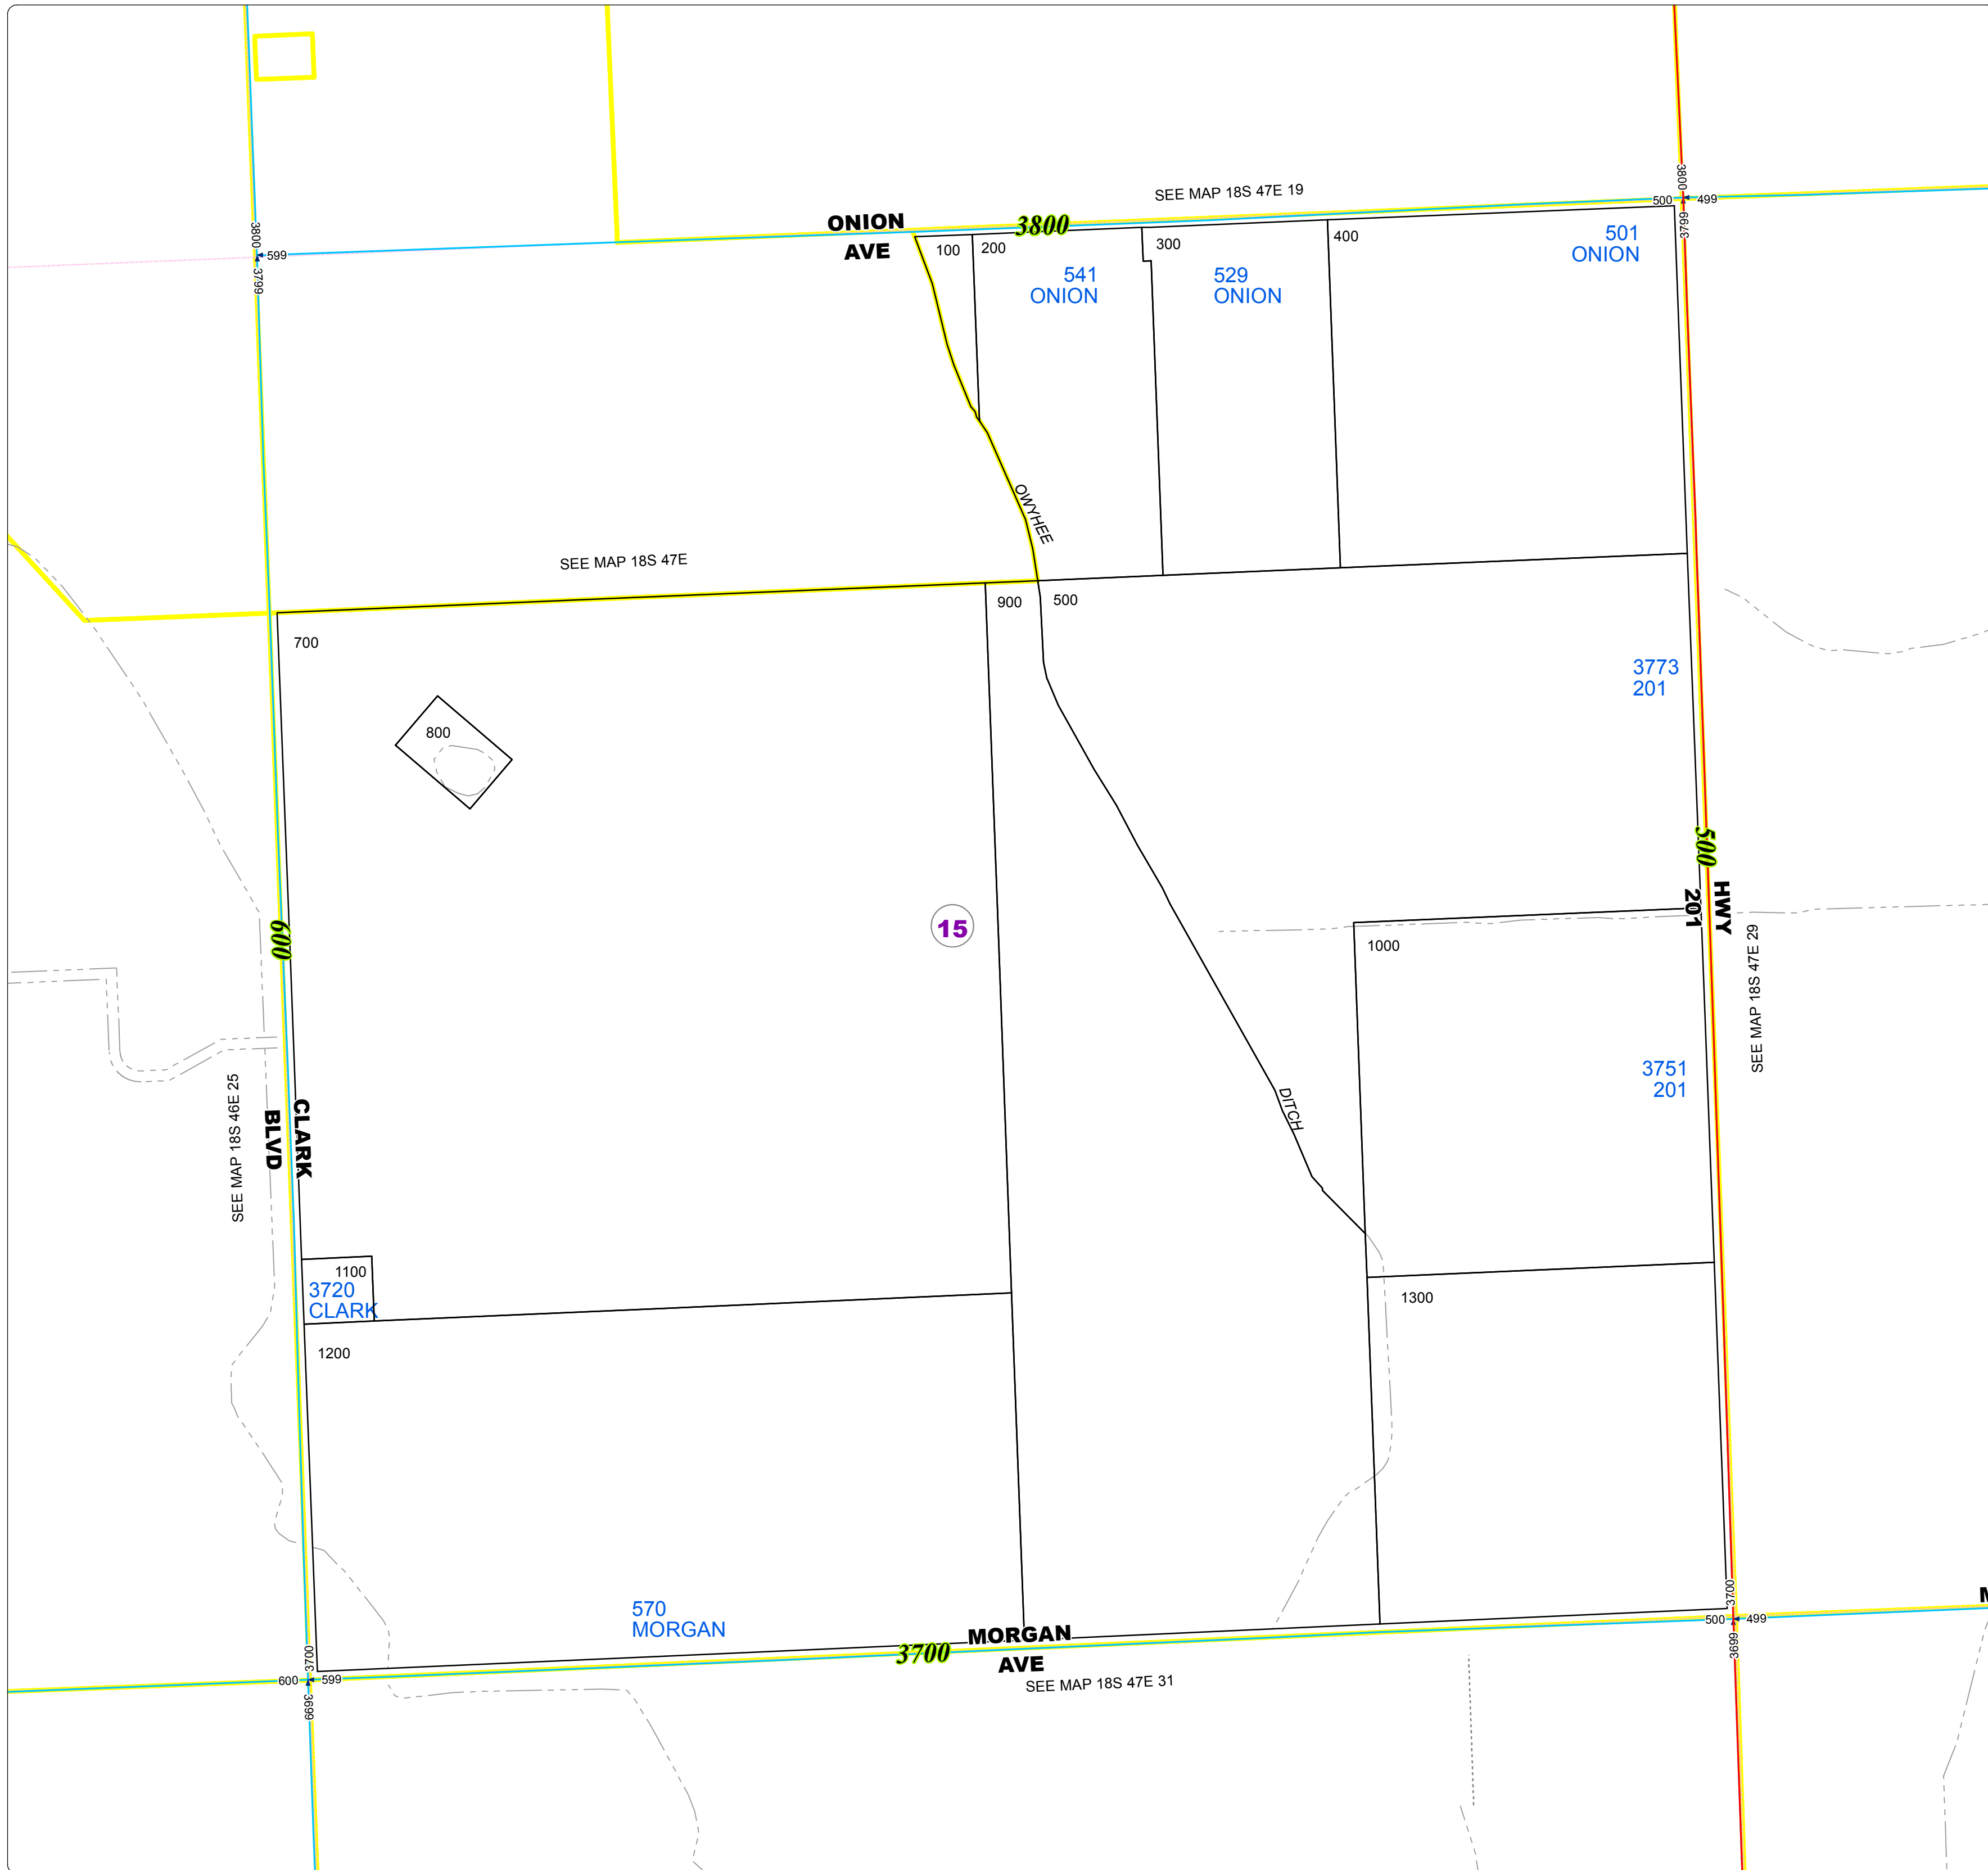 SEE MAP 18S 47E 19
3800
500
499
3799
ONION
AVE
3800
3800
599
3799
100
200
300
400
541
ONION
529
ONION
501
ONION
OWYHEE
SEE MAP 18S 47E
900
500
700
800
3773
201
15
500
HWY
201
600
1000
SEE MAP 18S 47E 29
3751
201
CLARK
BLVD
SEE MAP 18S 46E 25
DITCH
1100
3720
CLARK
1300
1200
570
MORGAN
MORGAN
AVE
3700
3700
500
499
3699
3700
600
599
3699
SEE MAP 18S 47E 31